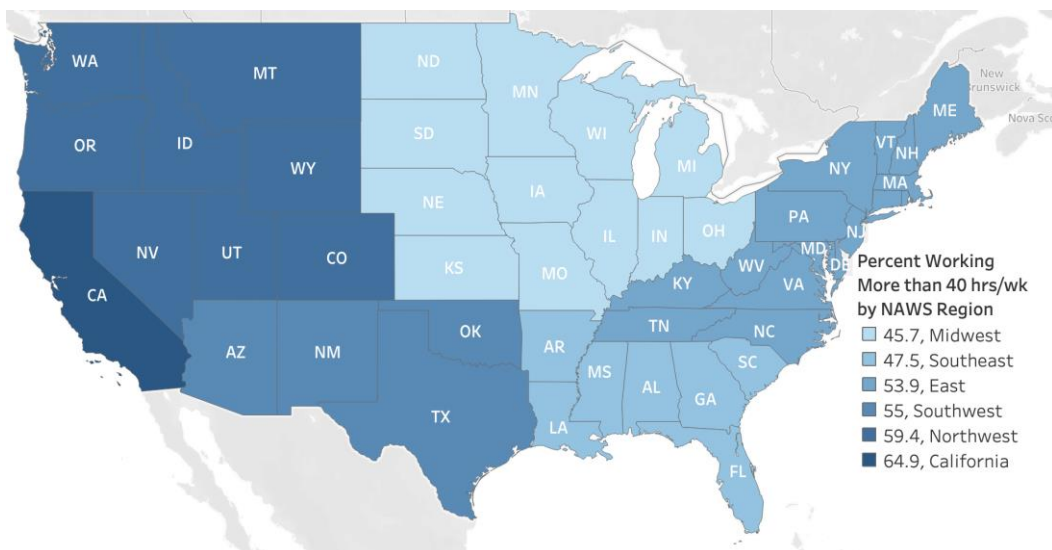 WA
MT
ND
MN
ME
New
Brunswick
Nova Sco
OR
ID
SD
WI
VT
NH
WY
MI
NY
MA
NE
IA
PA
NV
UT
CO
IL
IN
OH
NJ
MD
DE
KS
MO
WV
KY
VA
CA
TN
NC
AZ
NM
OK
AR
SC
MS
AL
GA
TX
LA
FL
Percent Working
More than 40 hrs/wk
by NAWS Region
45.7, Midwest
47.5, Southeast
53.9, East
55, Southwest
59.4, Northwest
64.9, California